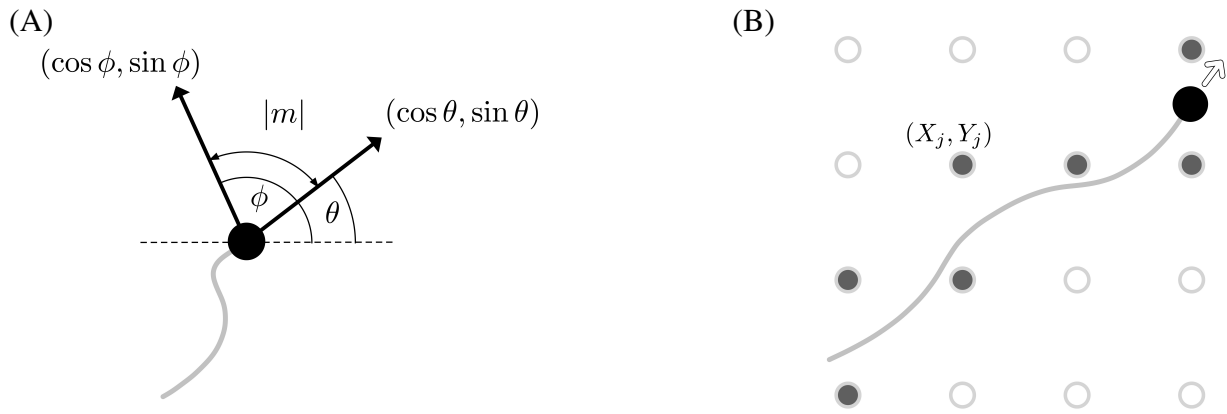 (A)
(cos ϕ, sin ϕ)
|m|
(cos θ, sin θ)
ϕ
θ
(B)
(X_j, Y_j)